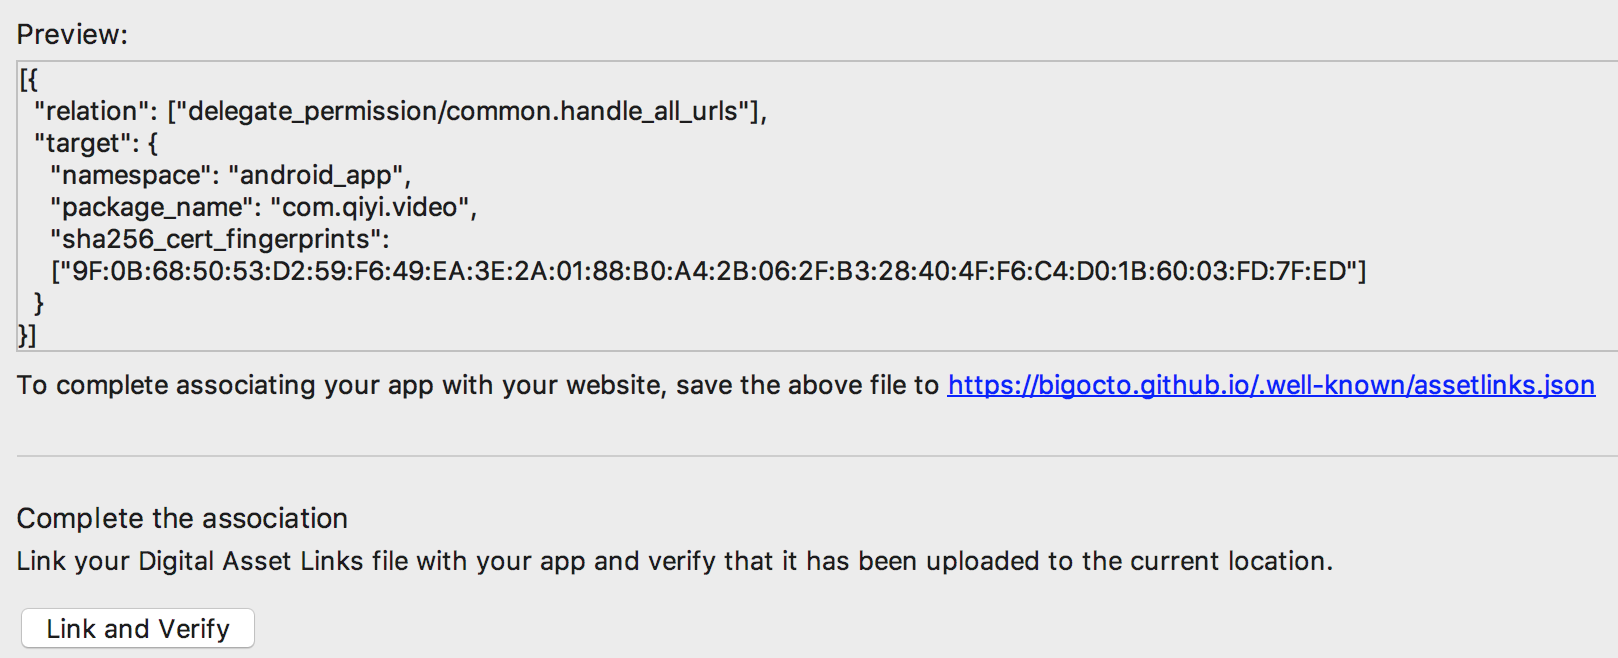 Preview:
[{
"relation": ["delegate_permission/common.handle_all_urls"],
"target": {
"namespace": "android_app",
"package_name": "com.qiyi.video",
"sha256_cert_fingerprints":
["9F:0B:68:50:53:D2:59:F6:49:EA:3E:2A:01:88:B0:A4:2B:06:2F:B3:28:40:4F:F6:C4:D0:1B:60:03:FD:7F:ED"]
}
}]
To complete associating your app with your website, save the above file to https://bigocto.github.io/.well-known/assetlinks.json
Complete the association
Link your Digital Asset Links file with your app and verify that it has been uploaded to the current location.
Link and Verify